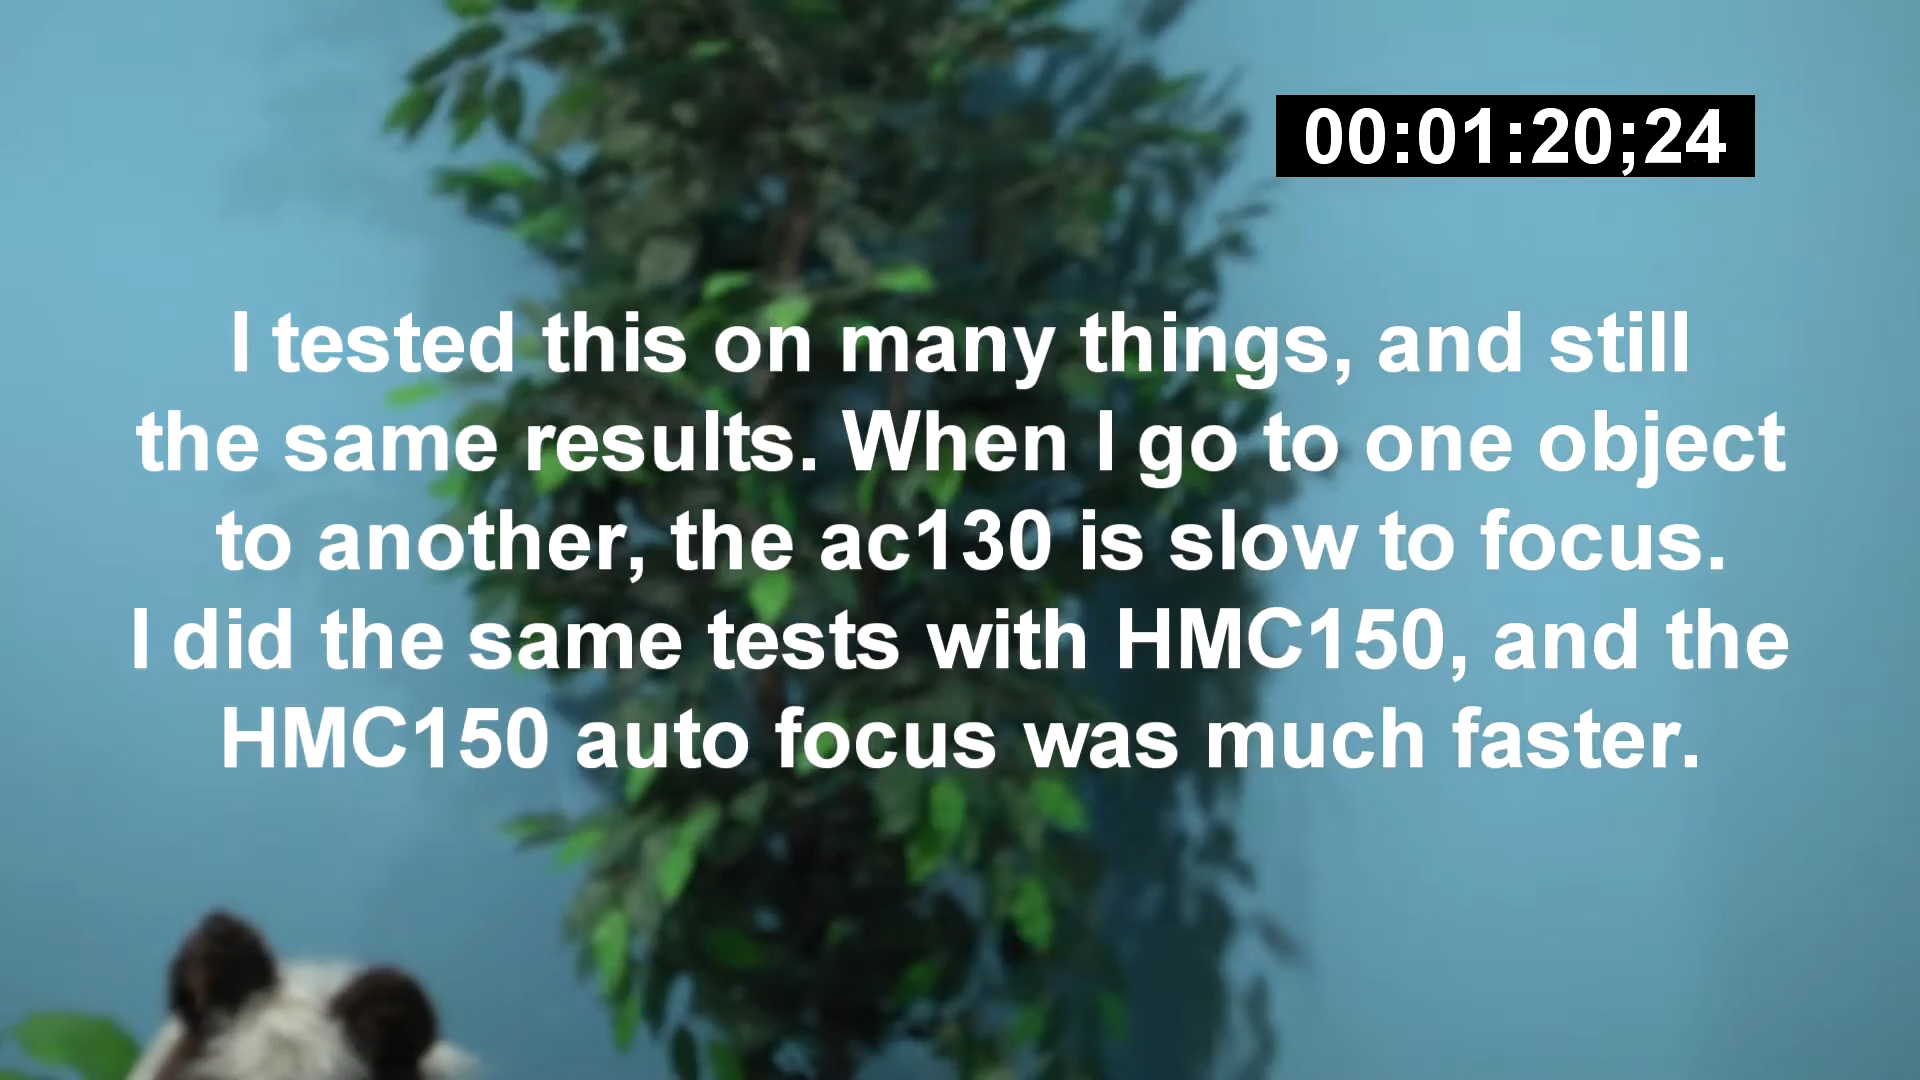 00:01:20;24
I tested this on many things, and still
the same results. When I go to one object
to another, the ac130 is slow to focus.
I did the same tests with HMC150, and the
HMC150 auto focus was much faster.